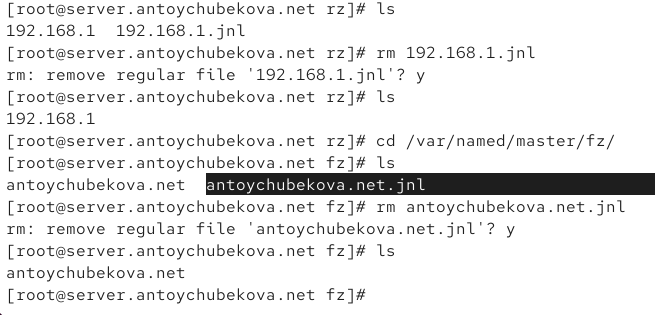 [root@server.antoychubekova.net rz]# ls
192.168.1  192.168.1.jnl
[root@server.antoychubekova.net rz]# rm 192.168.1.jnl
rm: remove regular file '192.168.1.jnl'? y
[root@server.antoychubekova.net rz]# ls
192.168.1
[root@server.antoychubekova.net rz]# cd /var/named/master/fz/
[root@server.antoychubekova.net fz]# ls
antoychubekova.net  antoychubekova.net.jnl
[root@server.antoychubekova.net fz]# rm antoychubekova.net.jnl
rm: remove regular file 'antoychubekova.net.jnl'? y
[root@server.antoychubekova.net fz]# ls
antoychubekova.net
[root@server.antoychubekova.net fz]#